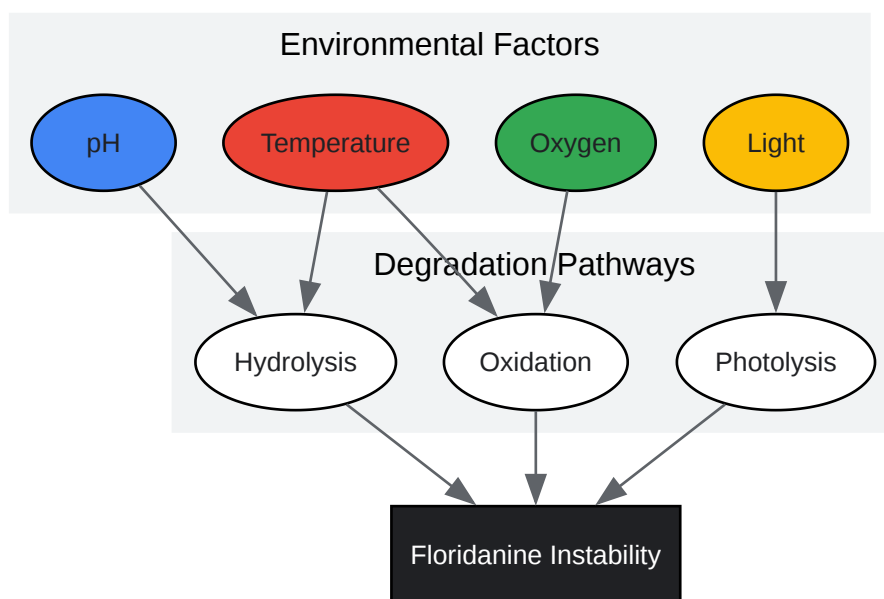 Environmental Factors
pH
Temperature
Oxygen
Light
Degradation Pathways
Hydrolysis
Oxidation
Photolysis
Floridanine Instability